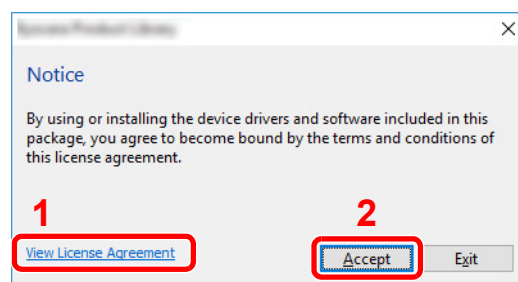 Notice
By using or installing the device drivers and software included in this
package, you agree to become bound by the terms and conditions of
this license agreement.
1
2
View License Agreement
Accept
Exit